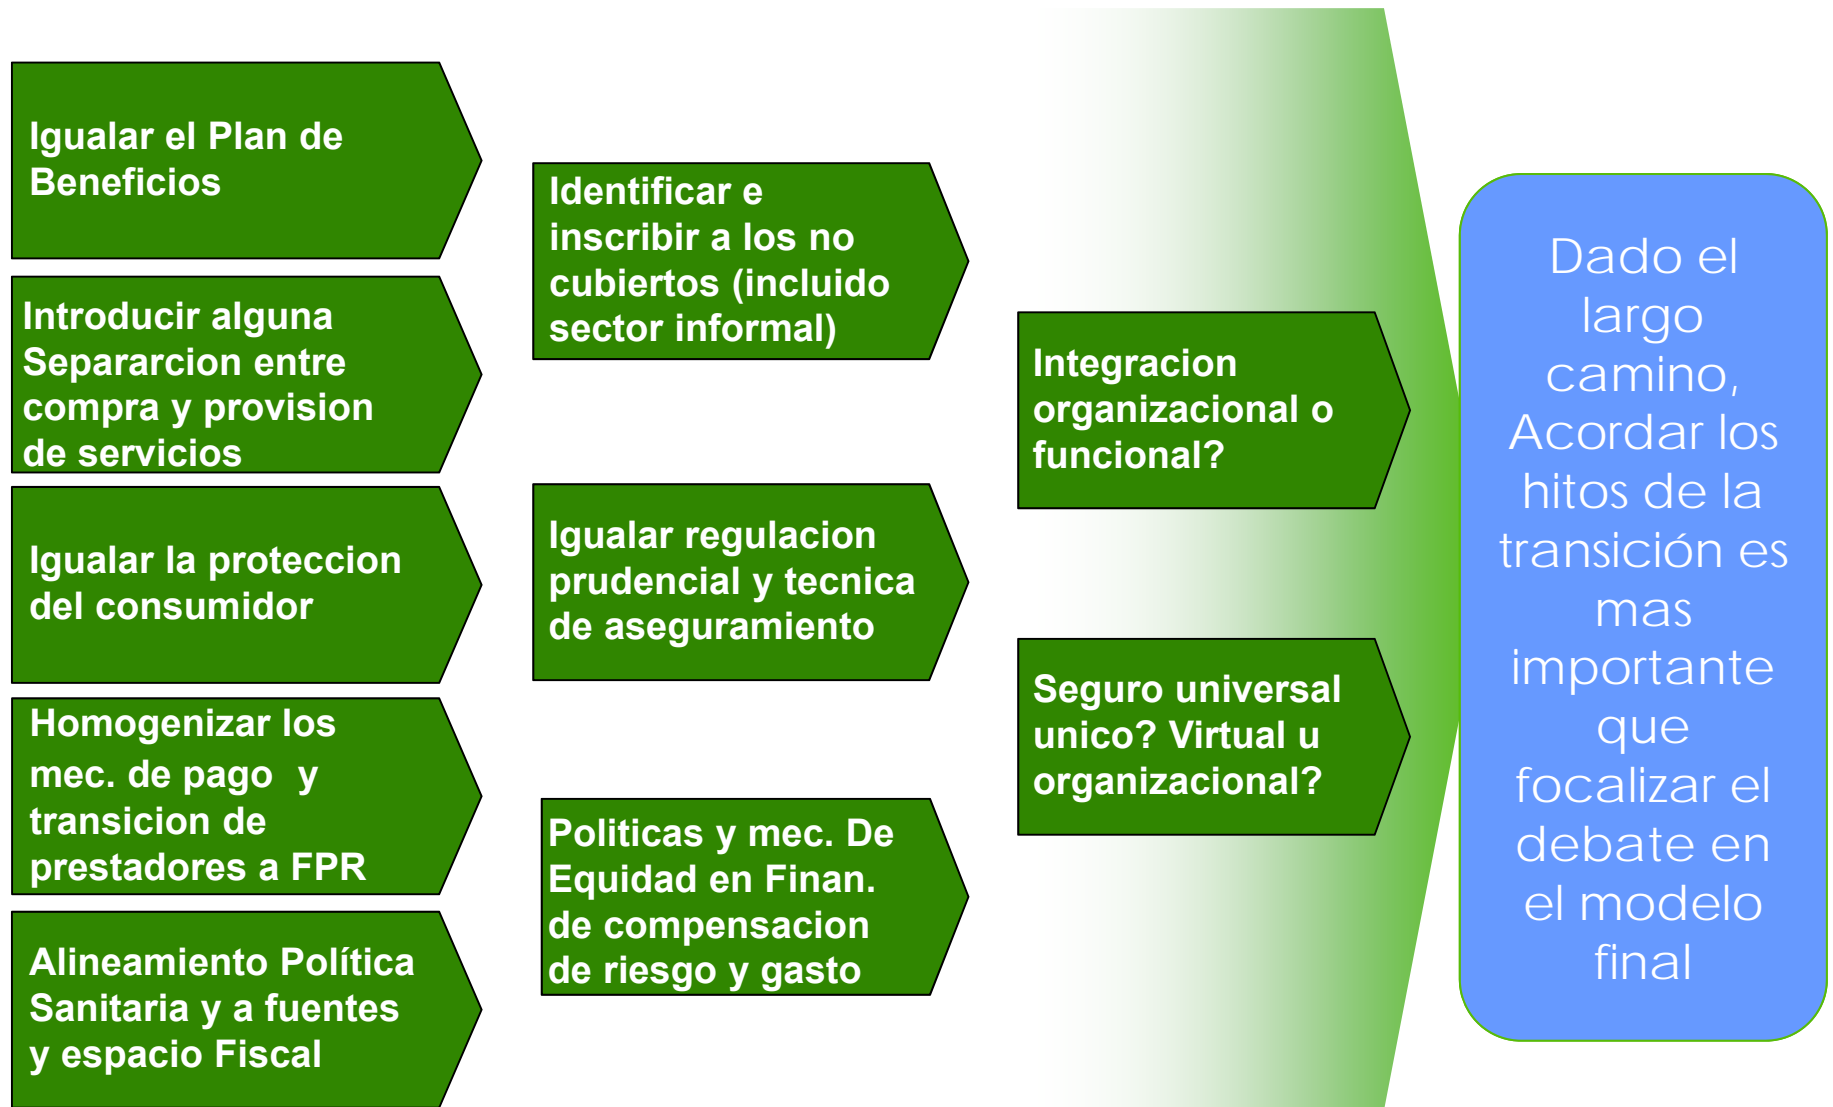 Igualar el Plan de
Beneficios
Introducir alguna
Separarcion entre
compra y provision
de servicios
Igualar la proteccion
del consumidor
Homogenizar los
mec. de pago y
transicion de
prestadores a FPR
Alineamiento Política
Sanitaria y a fuentes
y espacio Fiscal
Identificar e
inscribir a los no
cubiertos (incluido
sector informal)
Igualar regulacion
prudencial y tecnica
de aseguramiento
Politicas y mec. De
Equidad en Finan.
de compensacion
de riesgo y gasto
Integracion
organizacional o
funcional?
Seguro universal
unico? Virtual u
organizacional?
Dado el
largo
camino,
Acordar los
hitos de la
transición es
mas
importante
que
focalizar el
debate en
el modelo
final